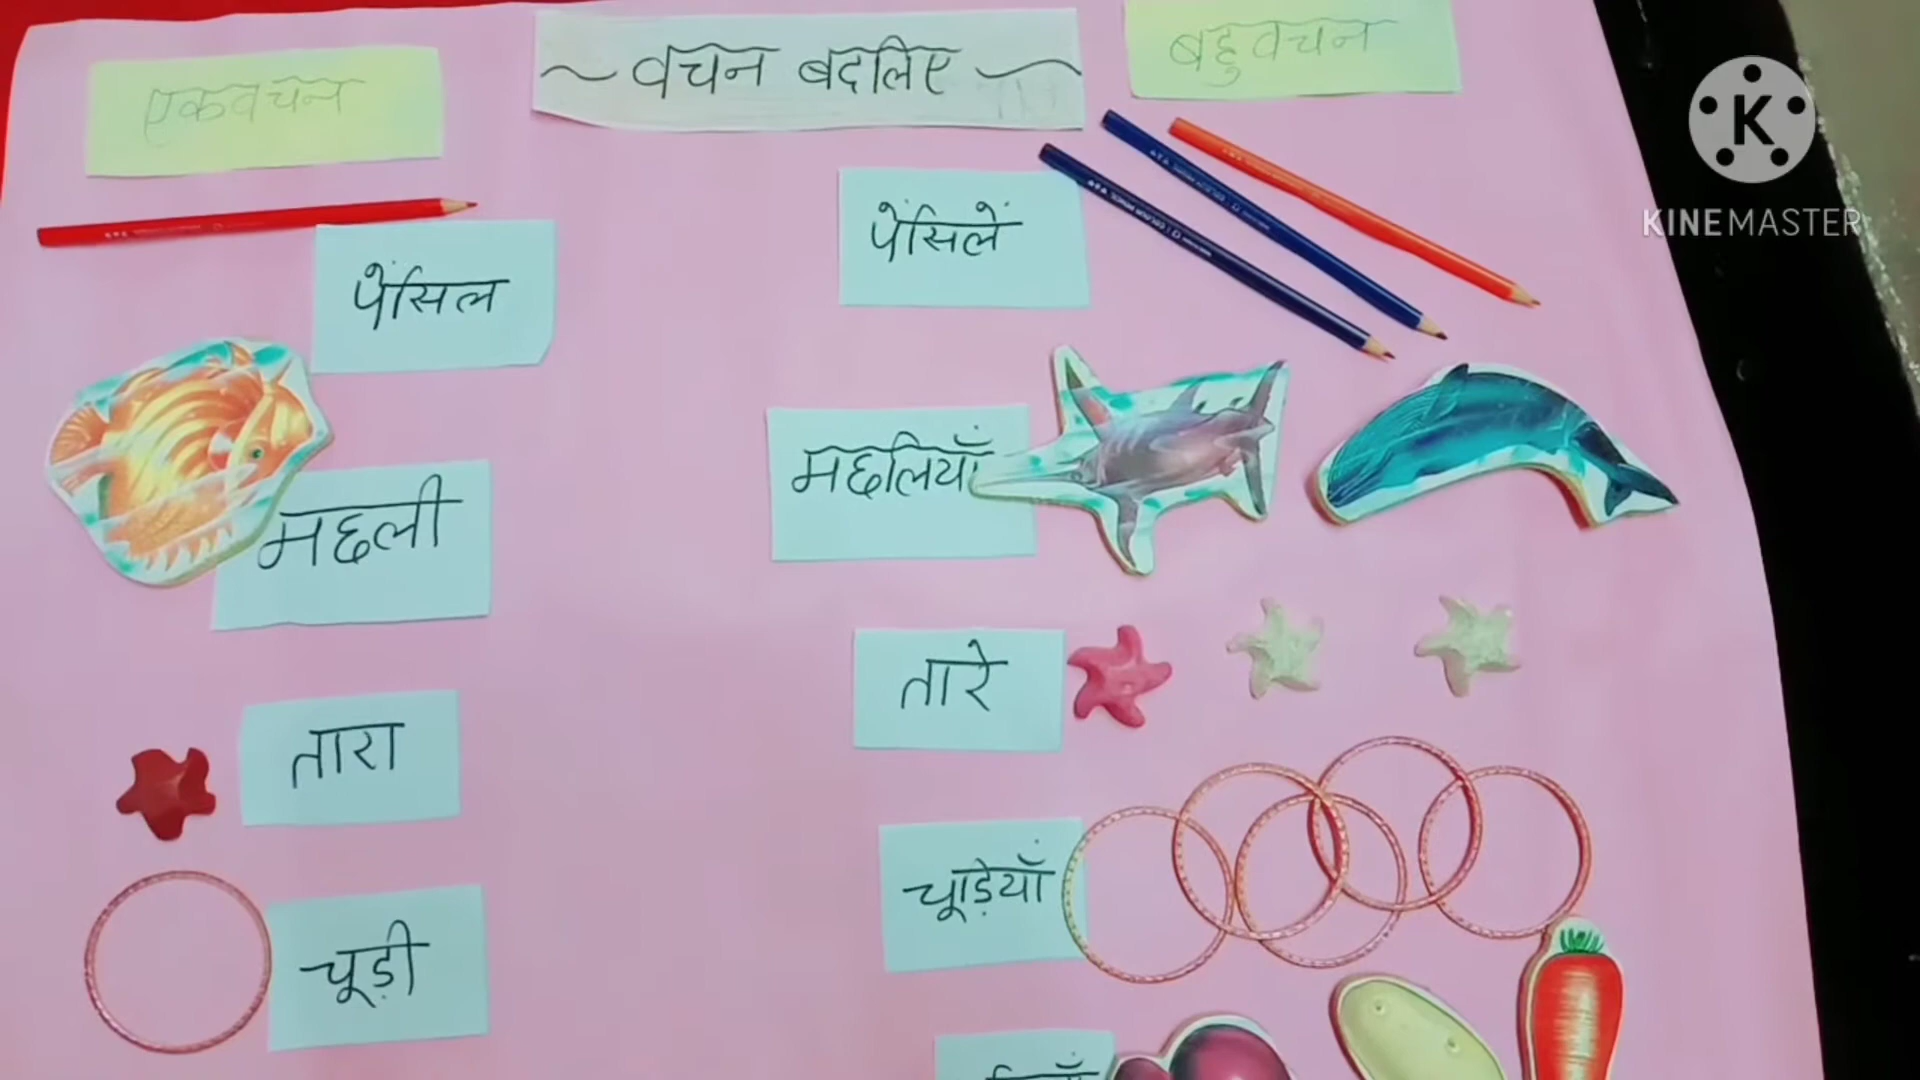 एकवचन
वचन बदलिए
बहुवचन
पेंसिल
पेंसिलें
मछली
मछलियाँ
तारा
तारे
चूड़ी
चूड़ियाँ
K
KINEMASTER